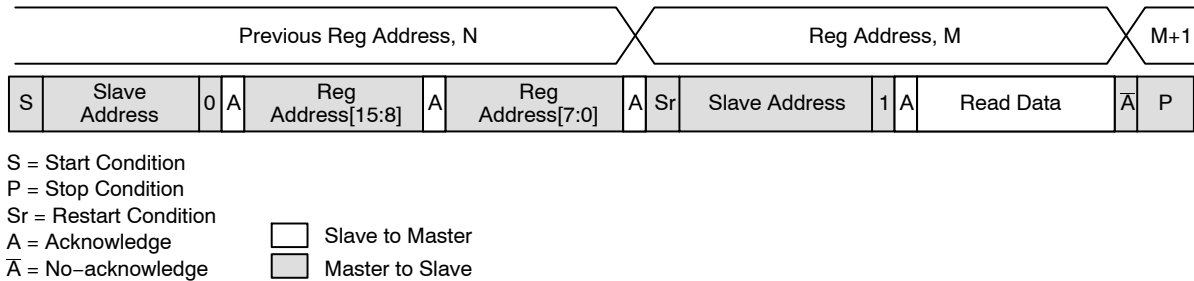 Previous Reg Address, N Reg Address, M M+1
S Slave Address 0 A Reg Address[15:8] A Reg Address[7:0] A Sr Slave Address 1 A Read Data A̅ P
S = Start Condition
P = Stop Condition
Sr = Restart Condition
A = Acknowledge
A̅ = No−acknowledge
Slave to Master
Master to Slave